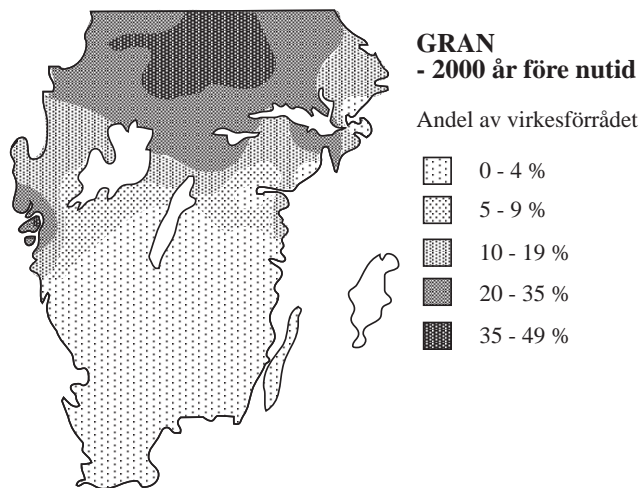 GRAN
- 2000 år före nutid
Andel av virkesförrådet
0 - 4 %
5 - 9 %
10 - 19 %
20 - 35 %
35 - 49 %